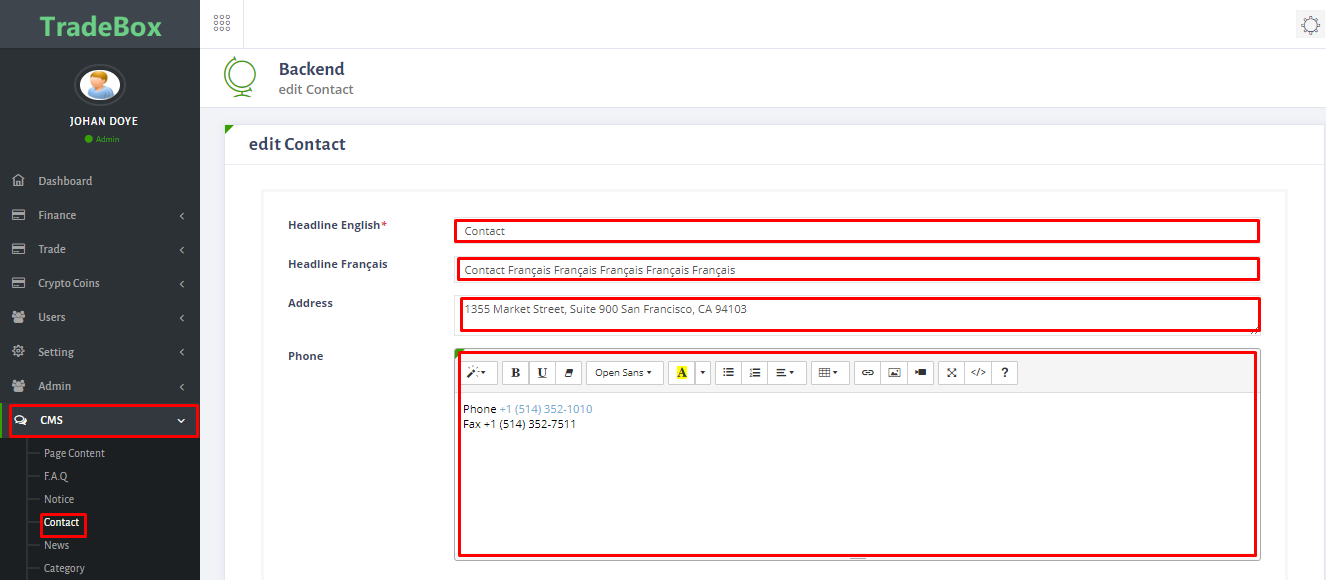 TradeBox
JOHAN DOYE
Admin
Dashboard
Finance
Trade
Crypto Coins
Users
Setting
Admin
CMS
Page Content
F.A.Q
Notice
Contact
News
Category
Backend
edit Contact
edit Contact
Headline English*
Contact
Headline Français
Contact Français Français Français Français Français
Address
1355 Market Street, Suite 900 San Francisco, CA 94103
Phone
B U Open Sans A </> ?
Phone +1 (514) 352-1010
Fax +1 (514) 352-7511